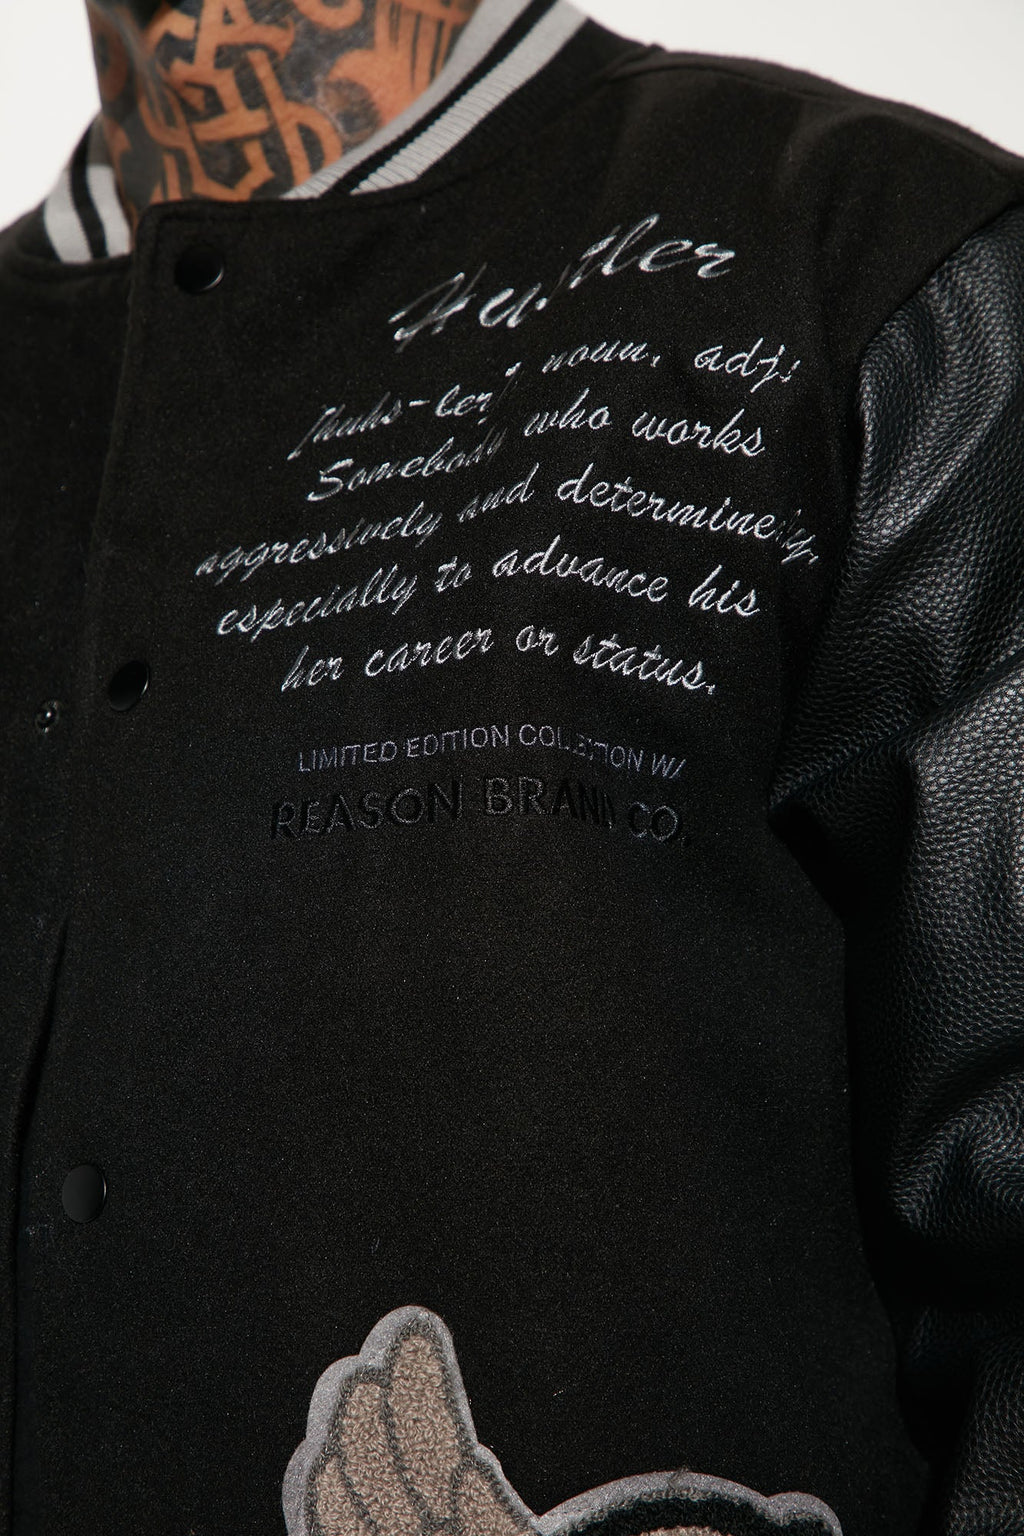 Hustler
[huhs-ler] noun, adj:
Somebody who works
aggressively and determinely,
especially to advance his
her career or status.
LIMITED EDITION COLLECTION W/
REASON BRAND CO.